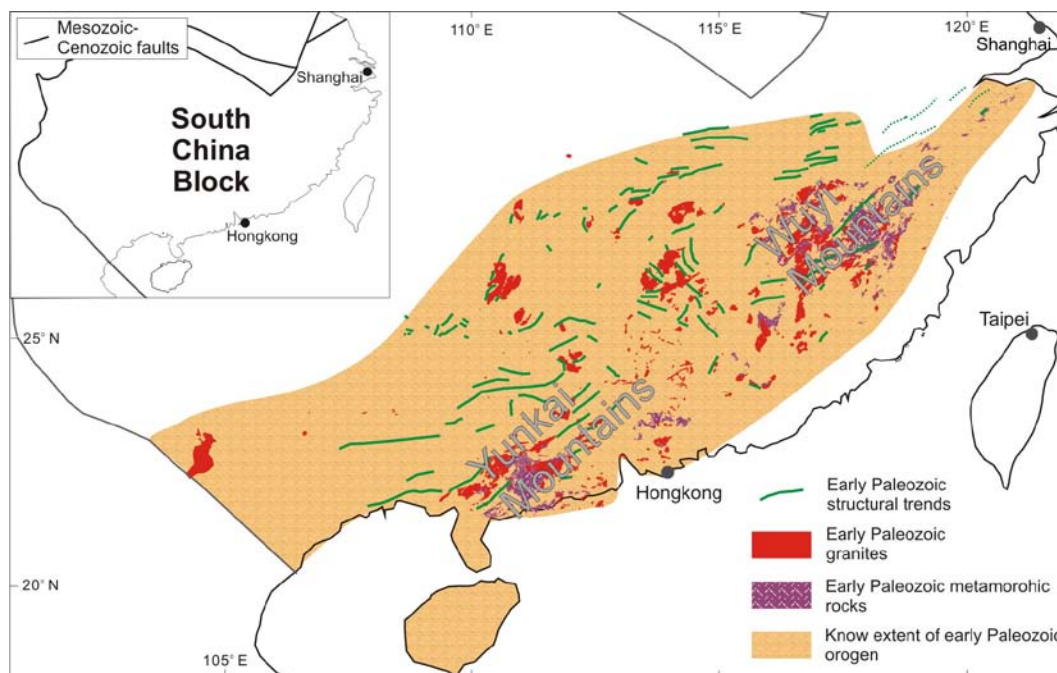 Mesozoic-
Cenozoic faults
Shanghai
South
China
Block
Hongkong
110° E
115° E
120° E
Shanghai
Wuyi
Mountains
25° N
Taipei
Yunkai
Mountains
Hongkong
20° N
105° E
Early Paleozoic
structural trends
Early Paleozoic
granites
Early Paleozoic metamorohic
rocks
Know extent of early Paleozoic
orogen